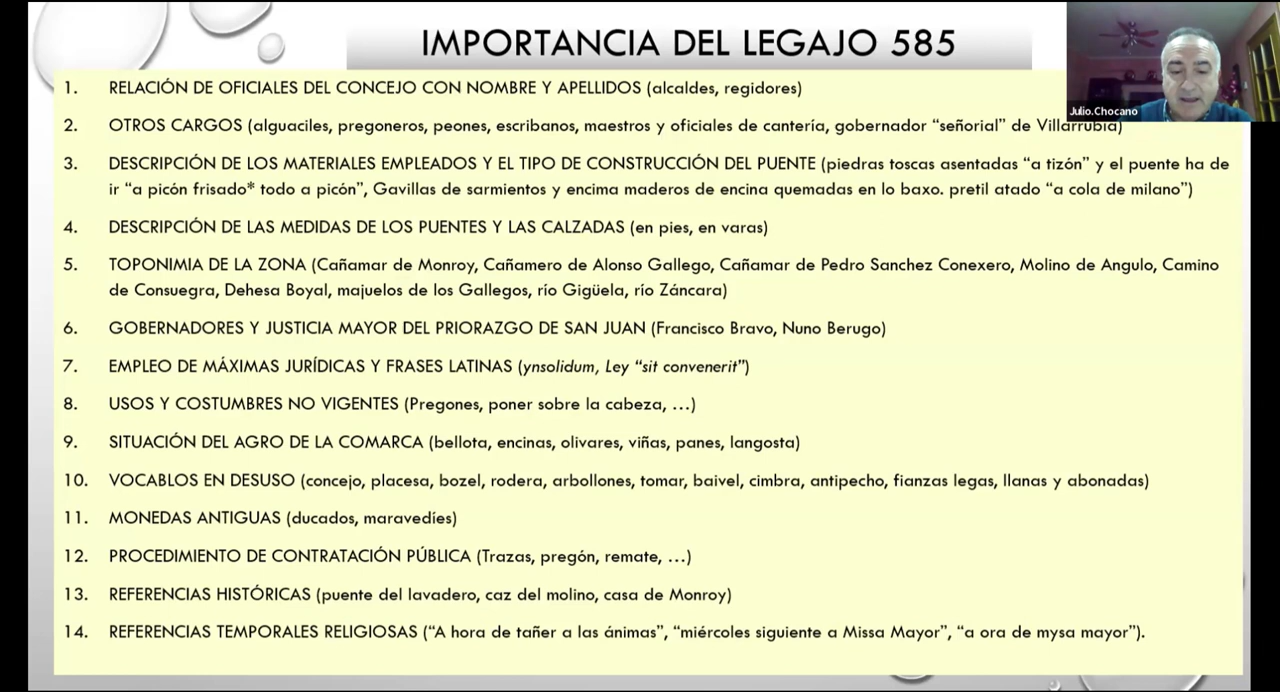 IMPORTANCIA DEL LEGAJO 585
Julio.Chocano
1. RELACIÓN DE OFICIALES DEL CONCEJO CON NOMBRE Y APELLIDOS (alcaldes, regidores)
2. OTROS CARGOS (alguaciles, pregoneros, peones, escribanos, maestros y oficiales de cantería, gobernador “señorial” de Villarrubia)
3. DESCRIPCIÓN DE LOS MATERIALES EMPLEADOS Y EL TIPO DE CONSTRUCCIÓN DEL PUENTE (piedras toscas asentadas “a tizón” y el puente ha de
ir “a picón frisado* todo a picón”, Gavillas de sarmientos y encima maderos de encina quemadas en lo baxo. pretil atado “a cola de milano”)
4. DESCRIPCIÓN DE LAS MEDIDAS DE LOS PUENTES Y LAS CALZADAS (en pies, en varas)
5. TOPONIMIA DE LA ZONA (Cañamar de Monroy, Cañamero de Alonso Gallego, Cañamar de Pedro Sanchez Conexero, Molino de Angulo, Camino
de Consuegra, Dehesa Boyal, majuelos de los Gallegos, río Gigüela, río Záncara)
6. GOBERNADORES Y JUSTICIA MAYOR DEL PRIORAZGO DE SAN JUAN (Francisco Bravo, Nuno Berugo)
7. EMPLEO DE MÁXIMAS JURÍDICAS Y FRASES LATINAS (ynsolidum, Ley “sit convenerit”)
8. USOS Y COSTUMBRES NO VIGENTES (Pregones, poner sobre la cabeza, …)
9. SITUACIÓN DEL AGRO DE LA COMARCA (bellota, encinas, olivares, viñas, panes, langosta)
10. VOCABLOS EN DESUSO (concejo, placesa, bozel, rodera, arbollones, tomar, baivel, cimbra, antipecho, fianzas legas, llanas y abonadas)
11. MONEDAS ANTIGUAS (ducados, maravedíes)
12. PROCEDIMIENTO DE CONTRATACIÓN PÚBLICA (Trazas, pregón, remate, …)
13. REFERENCIAS HISTÓRICAS (puente del lavadero, caz del molino, casa de Monroy)
14. REFERENCIAS TEMPORALES RELIGIOSAS (“A hora de tañer a las ánimas”, “miércoles siguiente a Missa Mayor”, “a ora de mysa mayor”).